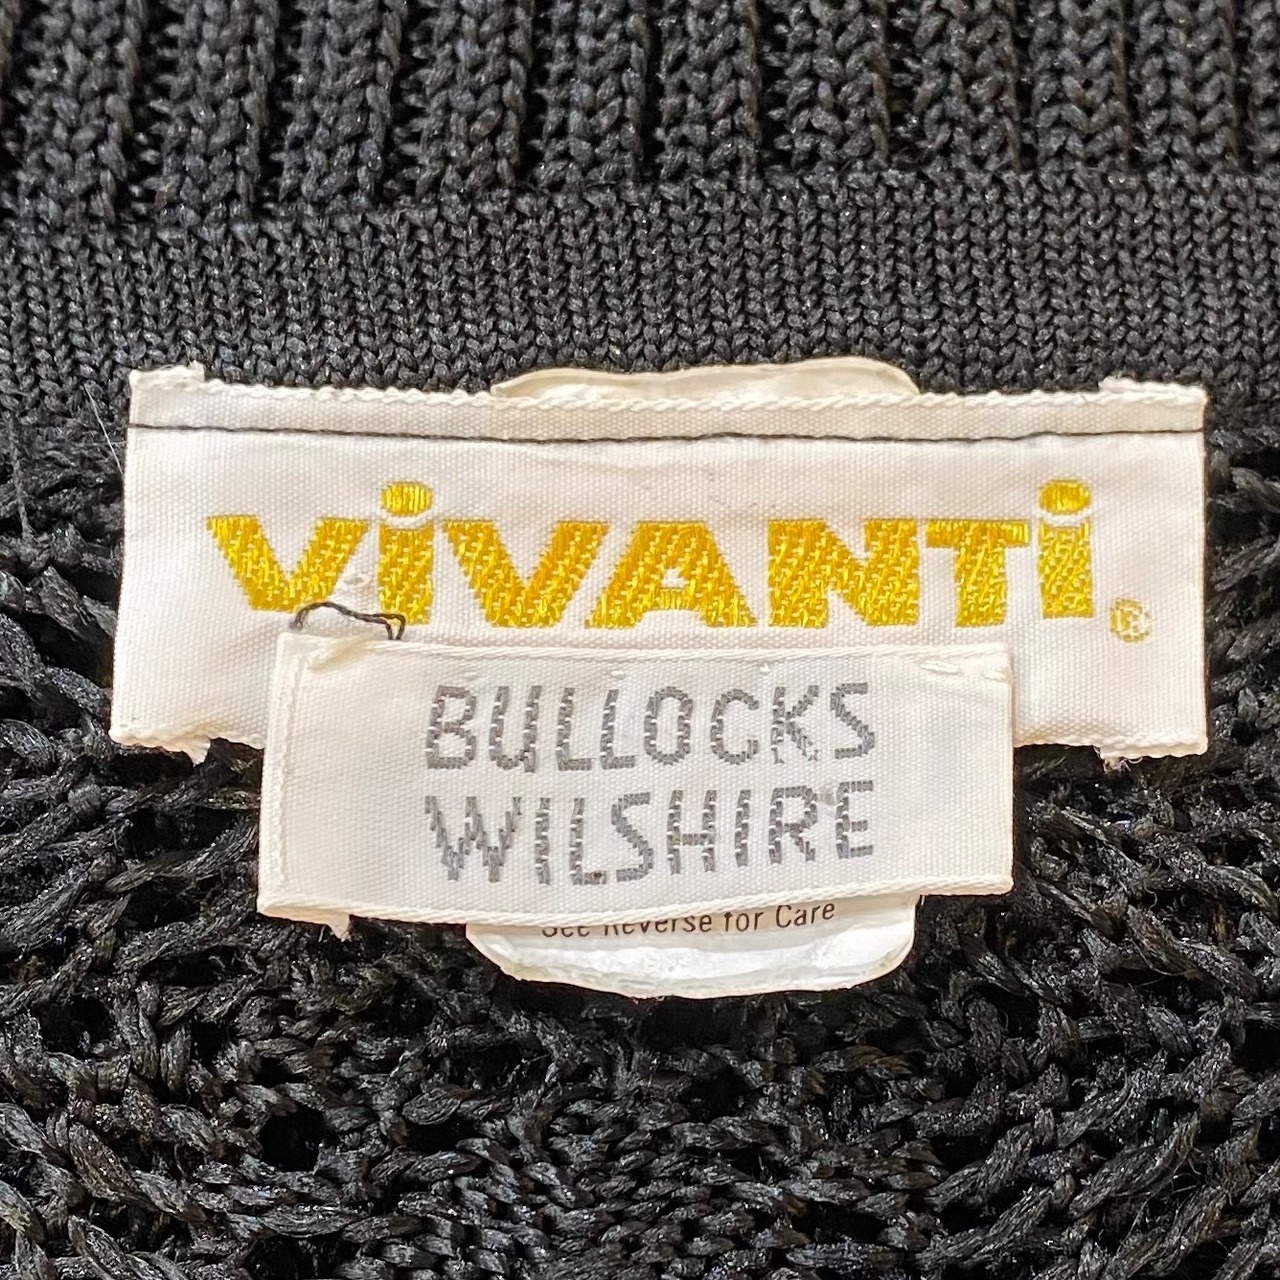 ViVANTi®
BULLOCKS
WILSHIRE
See Reverse for Care